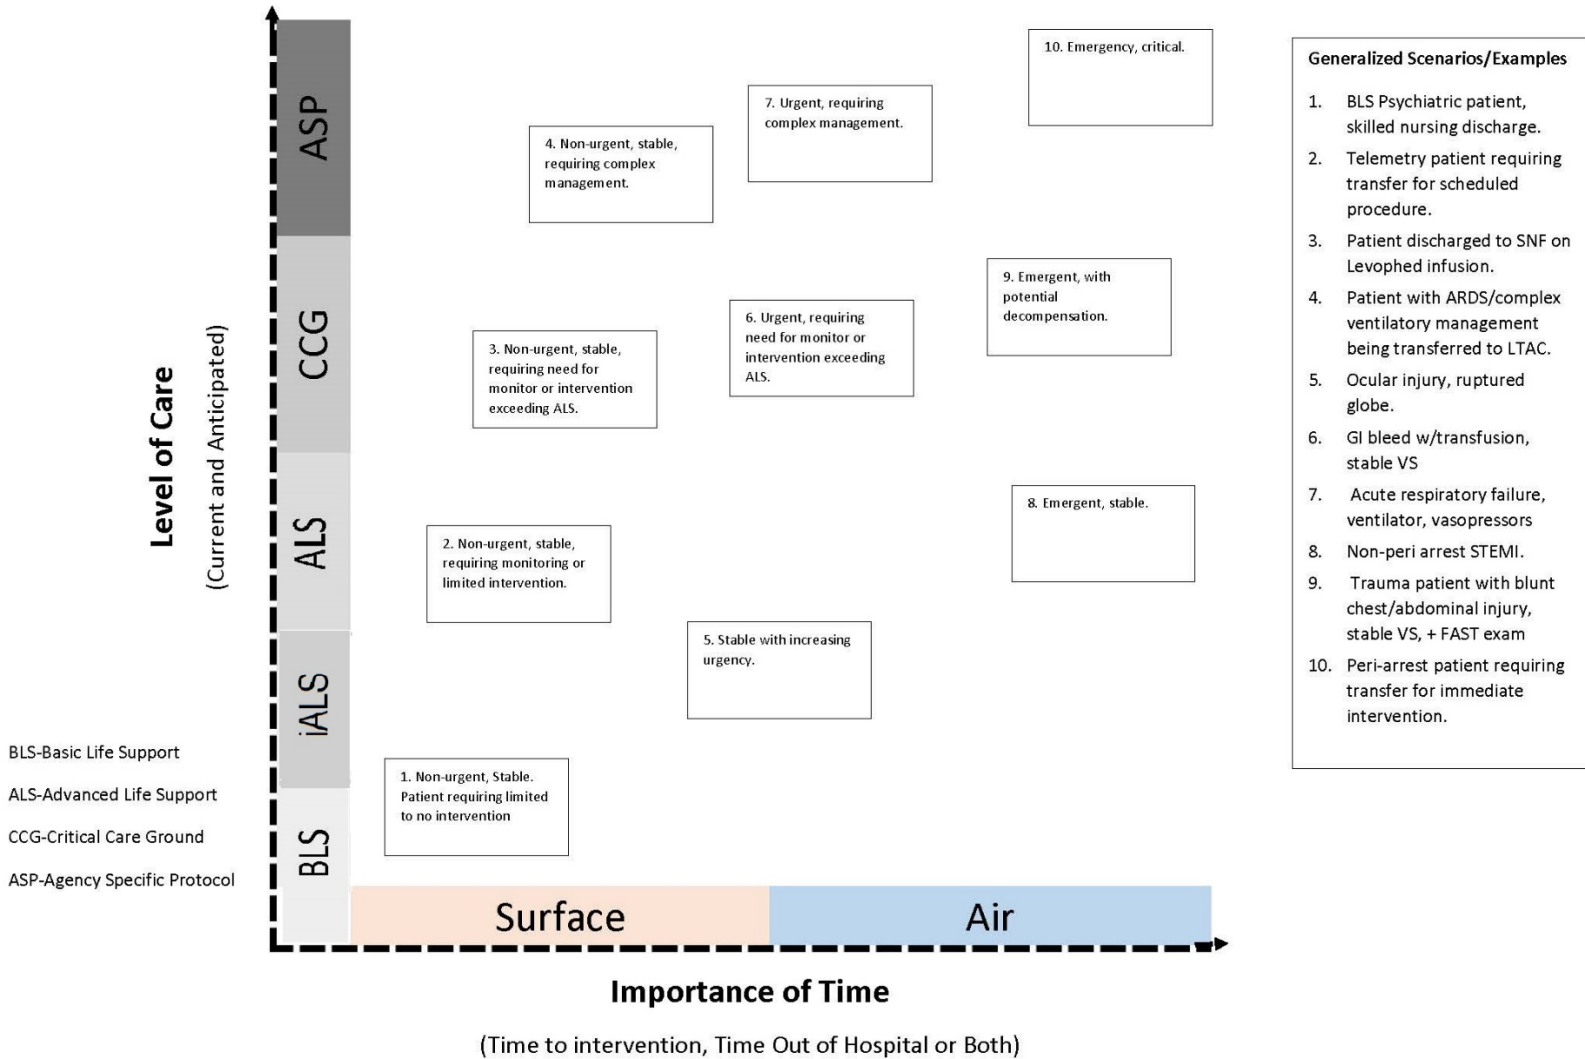 10. Emergency, critical.
7. Urgent, requiring
complex management.
4. Non-urgent, stable,
requiring complex
management.
9. Emergent, with
potential
decompensation.
6. Urgent, requiring
need for monitor or
intervention exceeding
ALS.
3. Non-urgent, stable,
requiring need for
monitor or intervention
exceeding ALS.
8. Emergent, stable.
2. Non-urgent, stable,
requiring monitoring or
limited intervention.
5. Stable with increasing
urgency.
1. Non-urgent, Stable.
Patient requiring limited
to no intervention
ASP
CCG
ALS
iALS
BLS
Level of Care
(Current and Anticipated)
BLS-Basic Life Support
ALS-Advanced Life Support
CCG-Critical Care Ground
ASP-Agency Specific Protocol
Surface
Air
Importance of Time
(Time to intervention, Time Out of Hospital or Both)
Generalized Scenarios/Examples
1. BLS Psychiatric patient,
skilled nursing discharge.
2. Telemetry patient requiring
transfer for scheduled
procedure.
3. Patient discharged to SNF on
Levophed infusion.
4. Patient with ARDS/complex
ventilatory management
being transferred to LTAC.
5. Ocular injury, ruptured
globe.
6. GI bleed w/transfusion,
stable VS
7. Acute respiratory failure,
ventilator, vasopressors
8. Non-peri arrest STEMI.
9. Trauma patient with blunt
chest/abdominal injury,
stable VS, + FAST exam
10. Peri-arrest patient requiring
transfer for immediate
intervention.